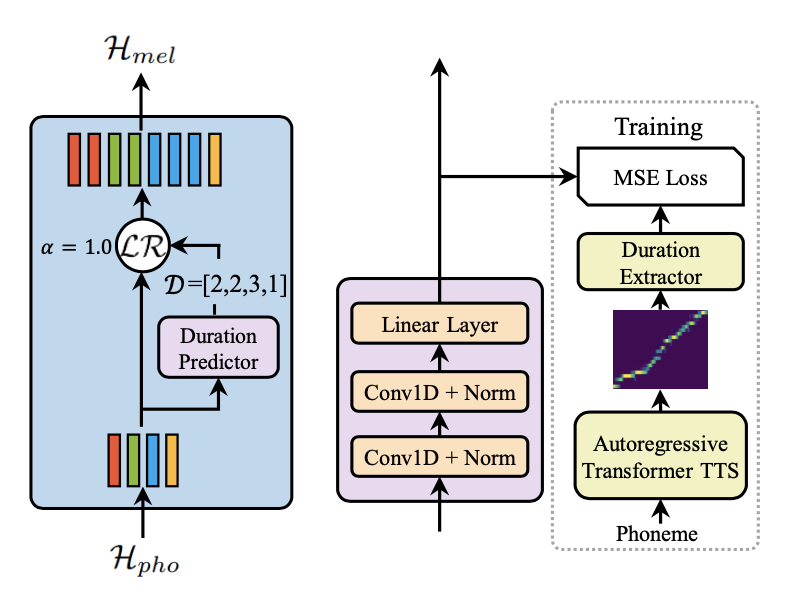 𝓗mel
α = 1.0
𝓛𝓡
𝓓=[2,2,3,1]
Duration
Predictor
𝓗pho
Linear Layer
Conv1D + Norm
Conv1D + Norm
Training
MSE Loss
Duration
Extractor
Autoregressive
Transformer TTS
Phoneme